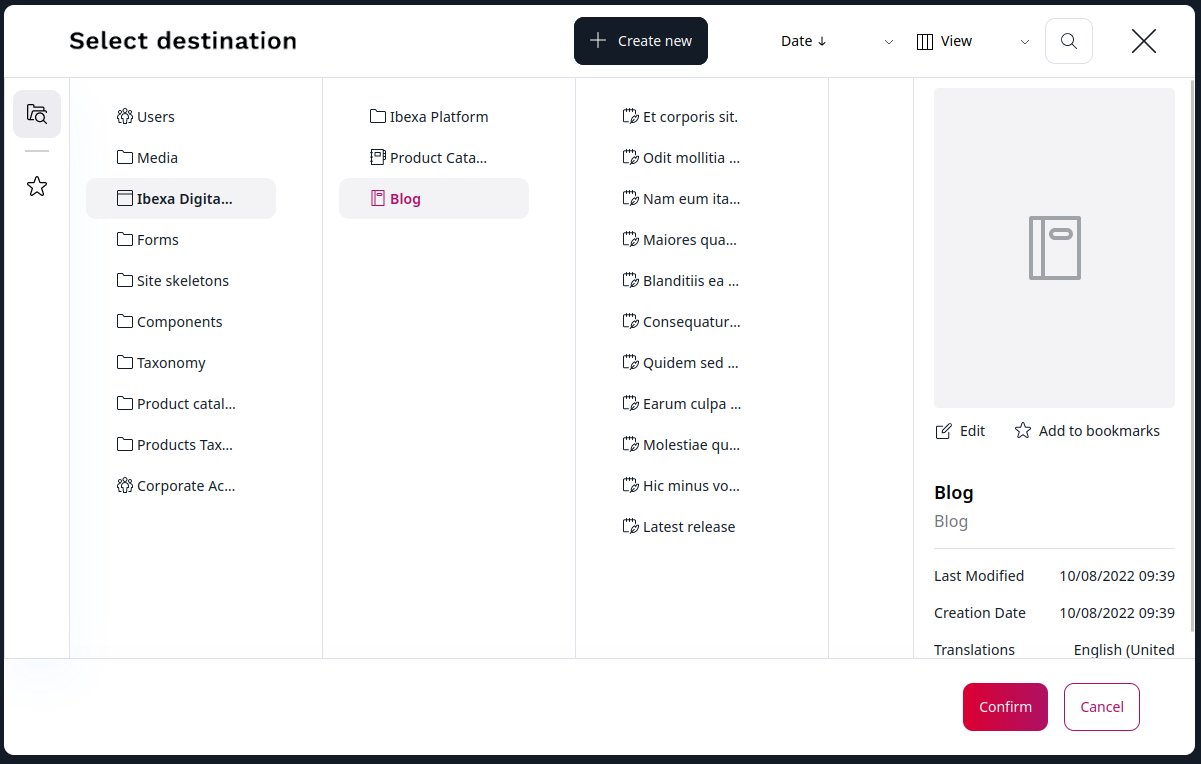 Select destination
Create new
Date ↓
View
Users
Media
Ibexa Digita...
Forms
Site skeletons
Components
Taxonomy
Product catal...
Products Tax...
Corporate Ac...
Ibexa Platform
Product Cata...
Blog
Et corporis sit.
Odit mollitia ...
Nam eum ita...
Maiores qua...
Blanditiis ea ...
Consequatur...
Quidem sed ...
Earum culpa ...
Molestiae qu...
Hic minus vo...
Latest release
Edit
Add to bookmarks
Blog
Blog
Last Modified 10/08/2022 09:39
Creation Date 10/08/2022 09:39
Translations English (United
Confirm
Cancel